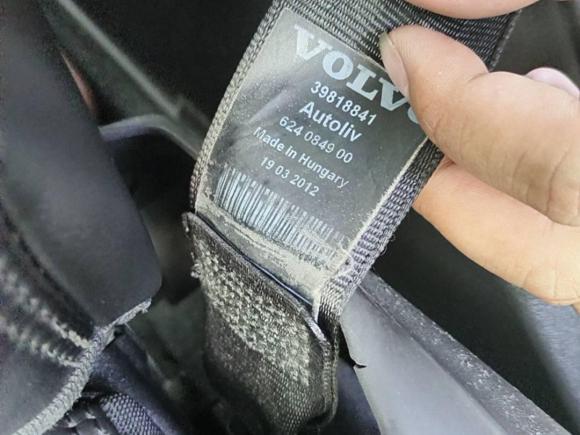 VOLVO
39818841
Autoliv
624 0849 00
Made In Hungary
19 03 2012